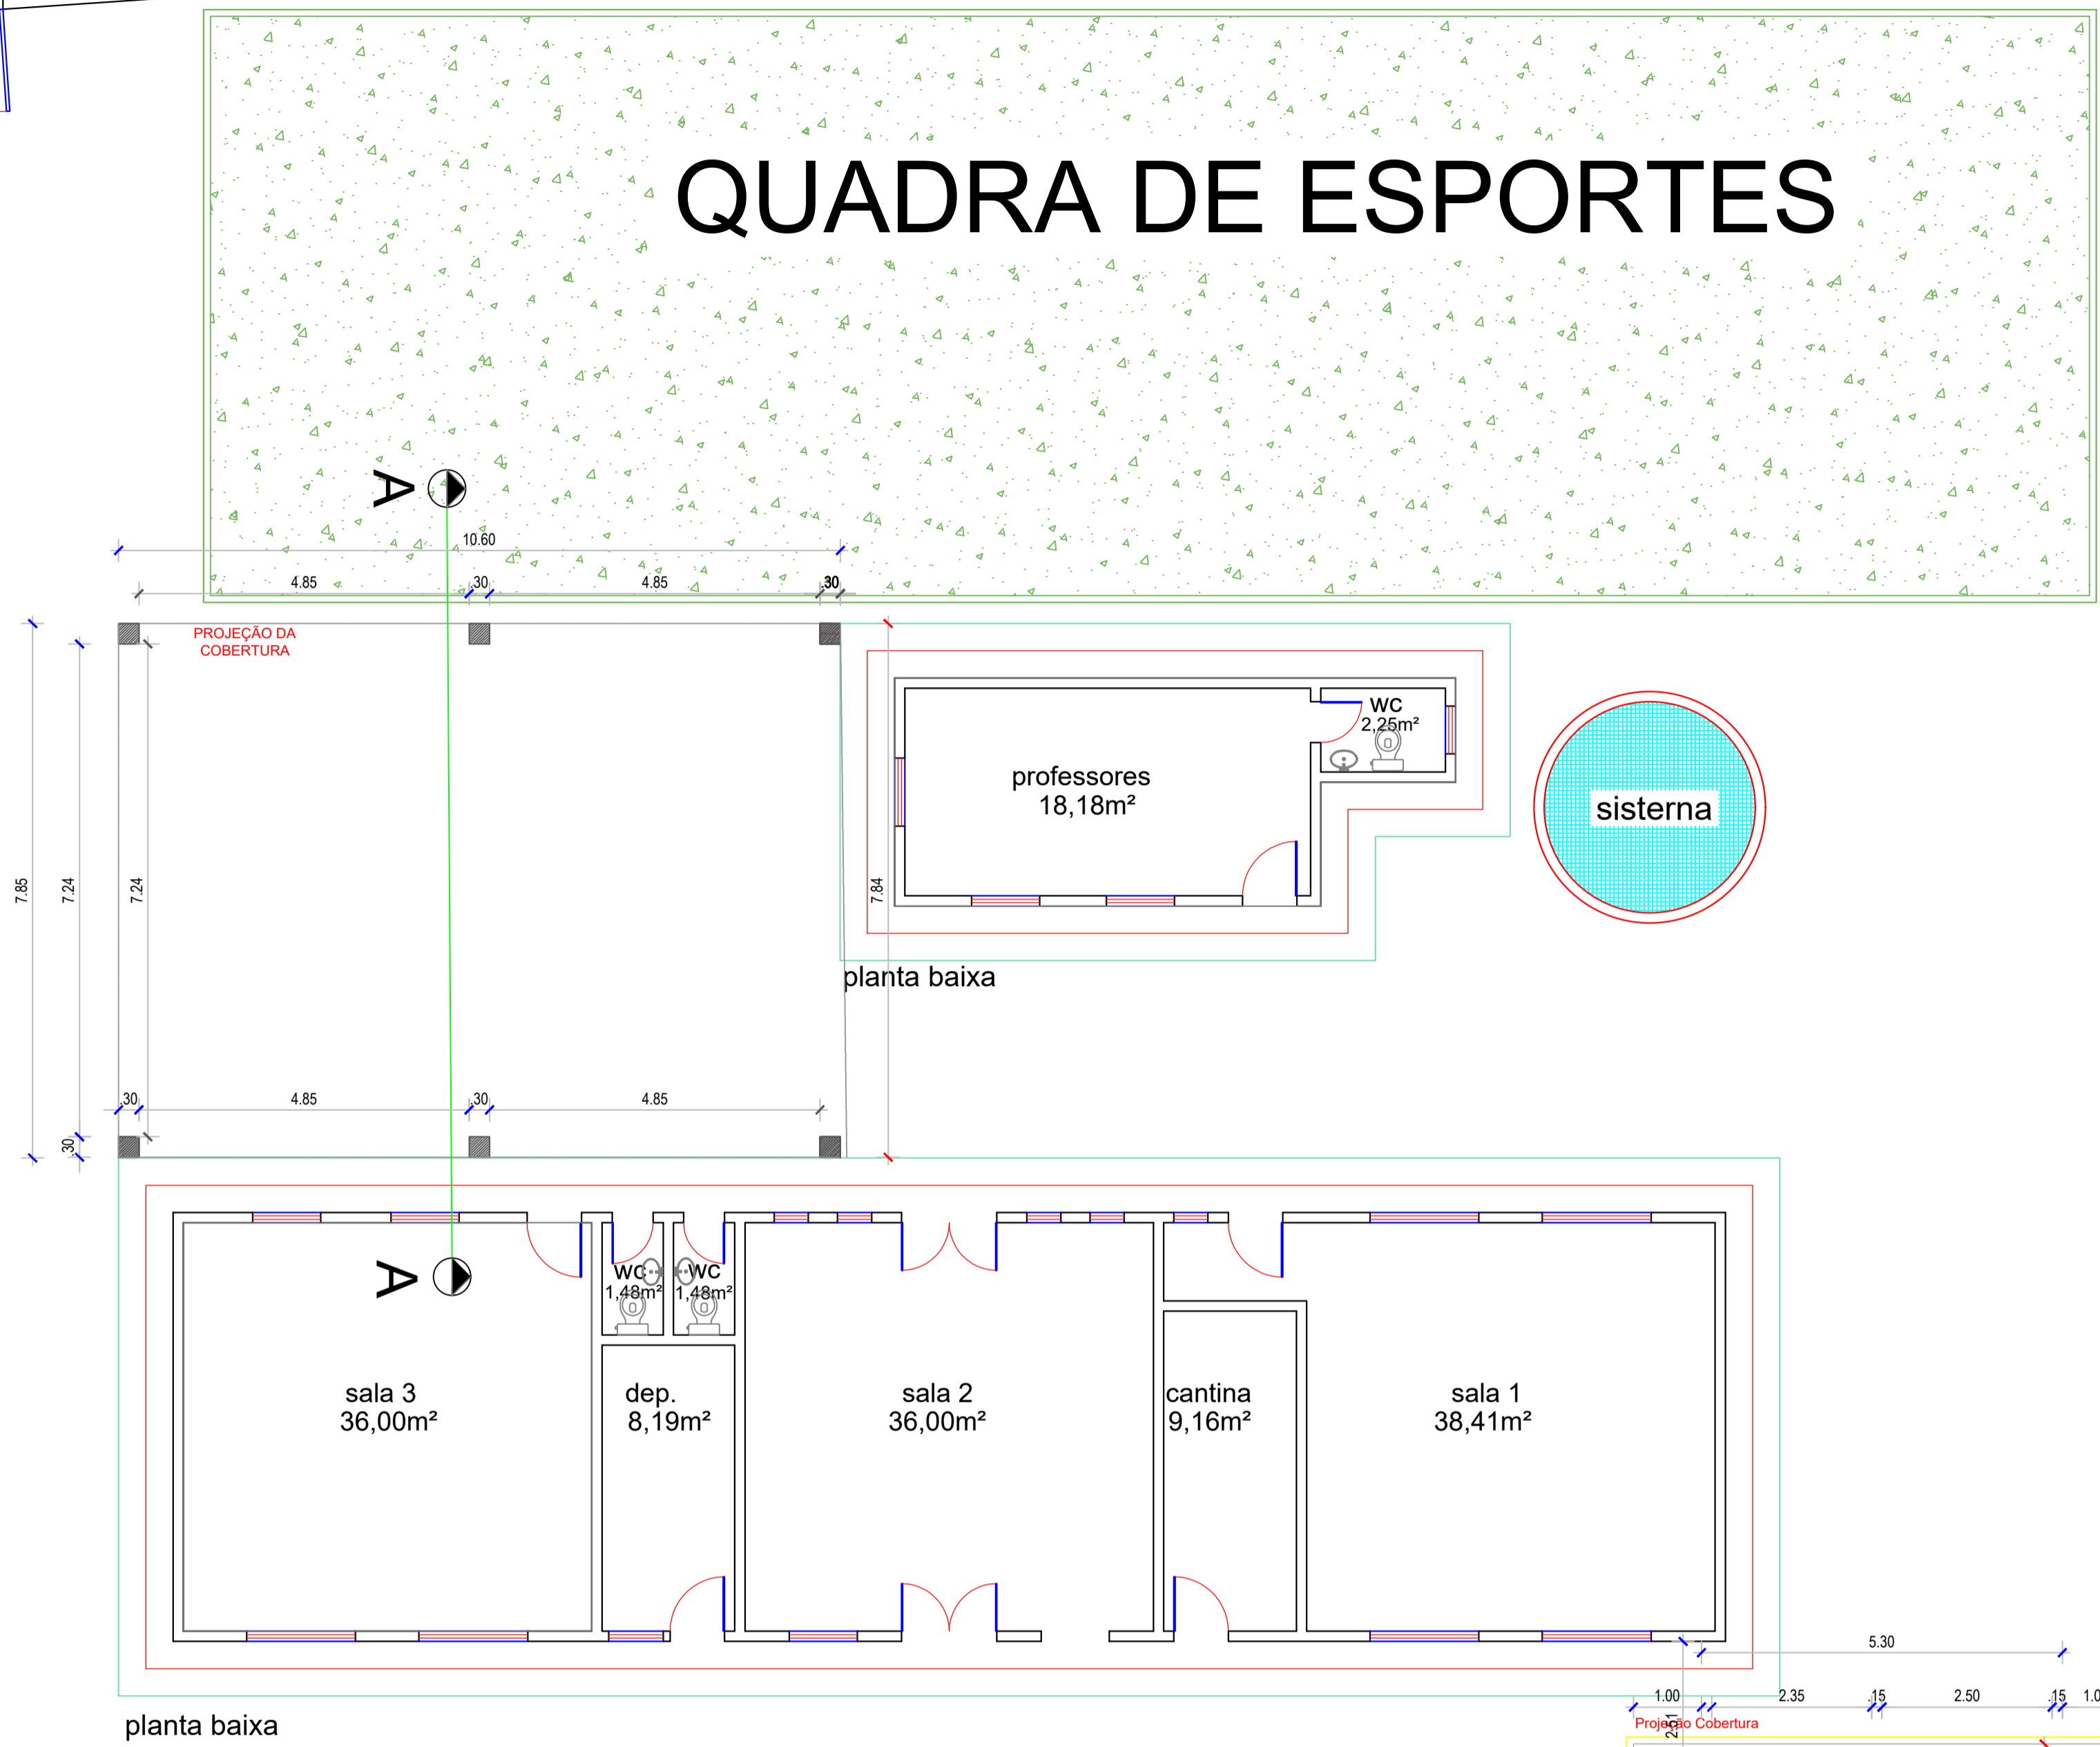 QUADRA DE ESPORTES
A
10.60
4.85
.30
4.85
.30
PROJEÇÃO DA
COBERTURA
WC
2,25m²
professores
18,18m²
sisterna
7.85
7.24
7.24
7.84
planta baixa
.30
4.85
.30
4.85
.30
A
WC
1,48m²
WC
1,48m²
sala 3
36,00m²
dep.
8,19m²
sala 2
36,00m²
cantina
9,16m²
sala 1
38,41m²
5.30
1.00
2.35
.15
2.50
.15
1.0
planta baixa
Projeção Cobertura
2.51